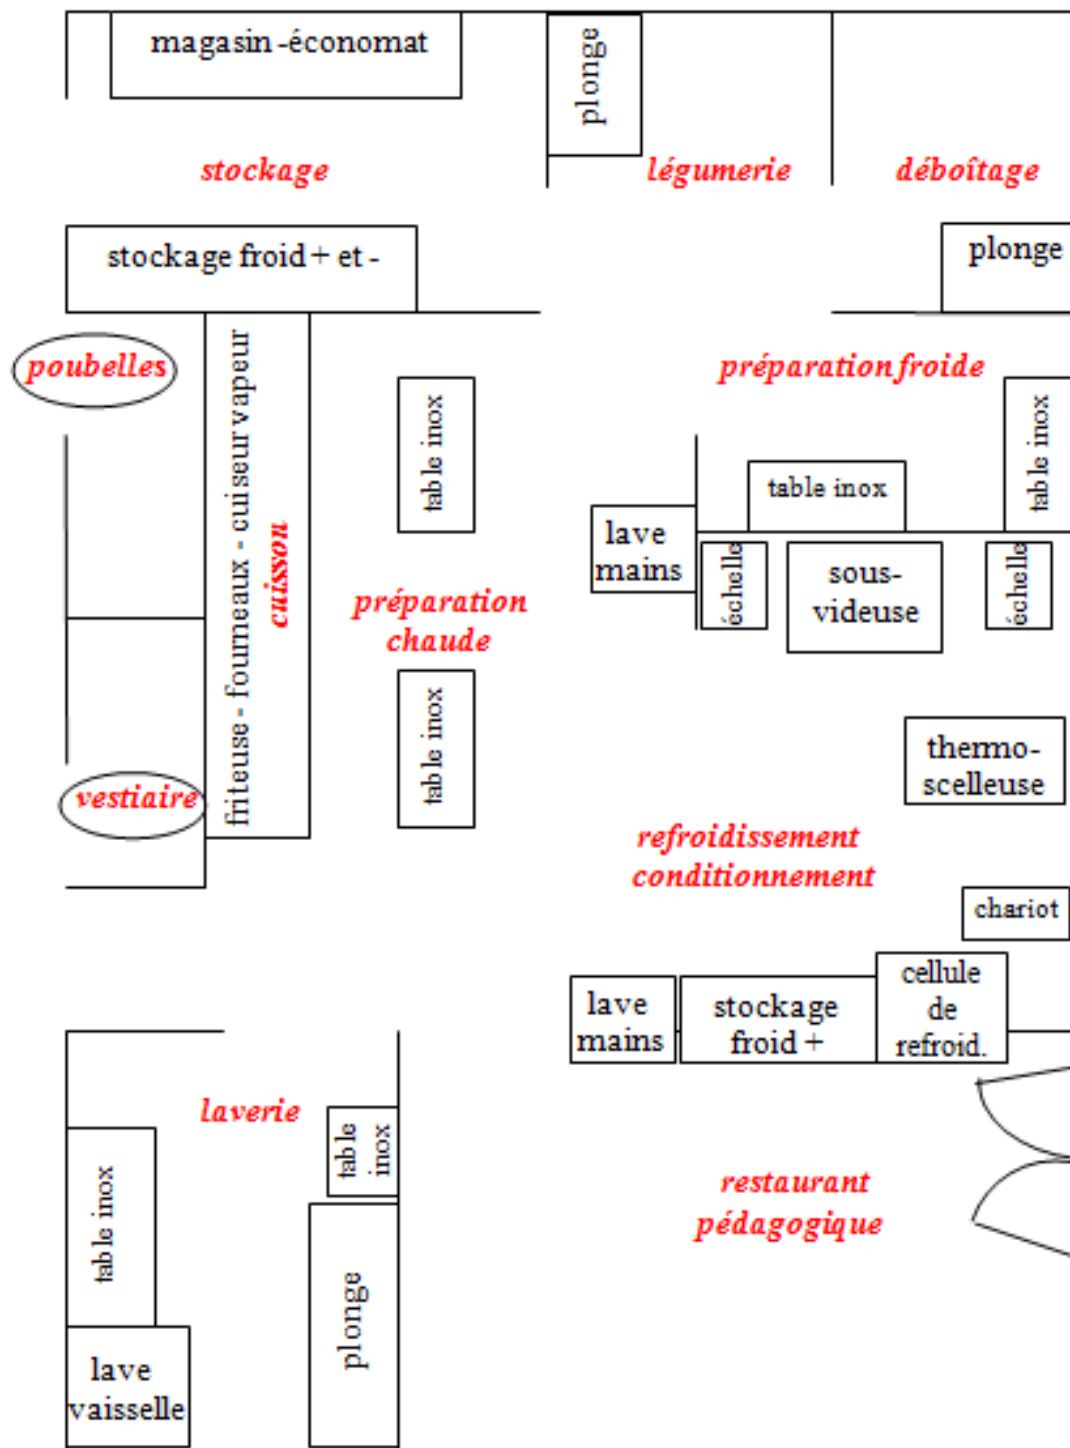 magasin-économat
plonge
stockage
légumerie
déboîtage
stockage froid + et -
plonge
poubelles
friteuse - fourneaux - cuiseur vapeur
cuisson
table inox
préparation froide
table inox
table inox
lave
mains
échelle
sous-
videuse
échelle
préparation
chaude
table inox
thermo-
scelleuse
vestiaire
refroidissement
conditionnement
chariot
lave
mains
stockage
froid +
cellule
de
refroid.
laverie
table
inox
table inox
restaurant
pédagogique
plonge
lave
vaisselle